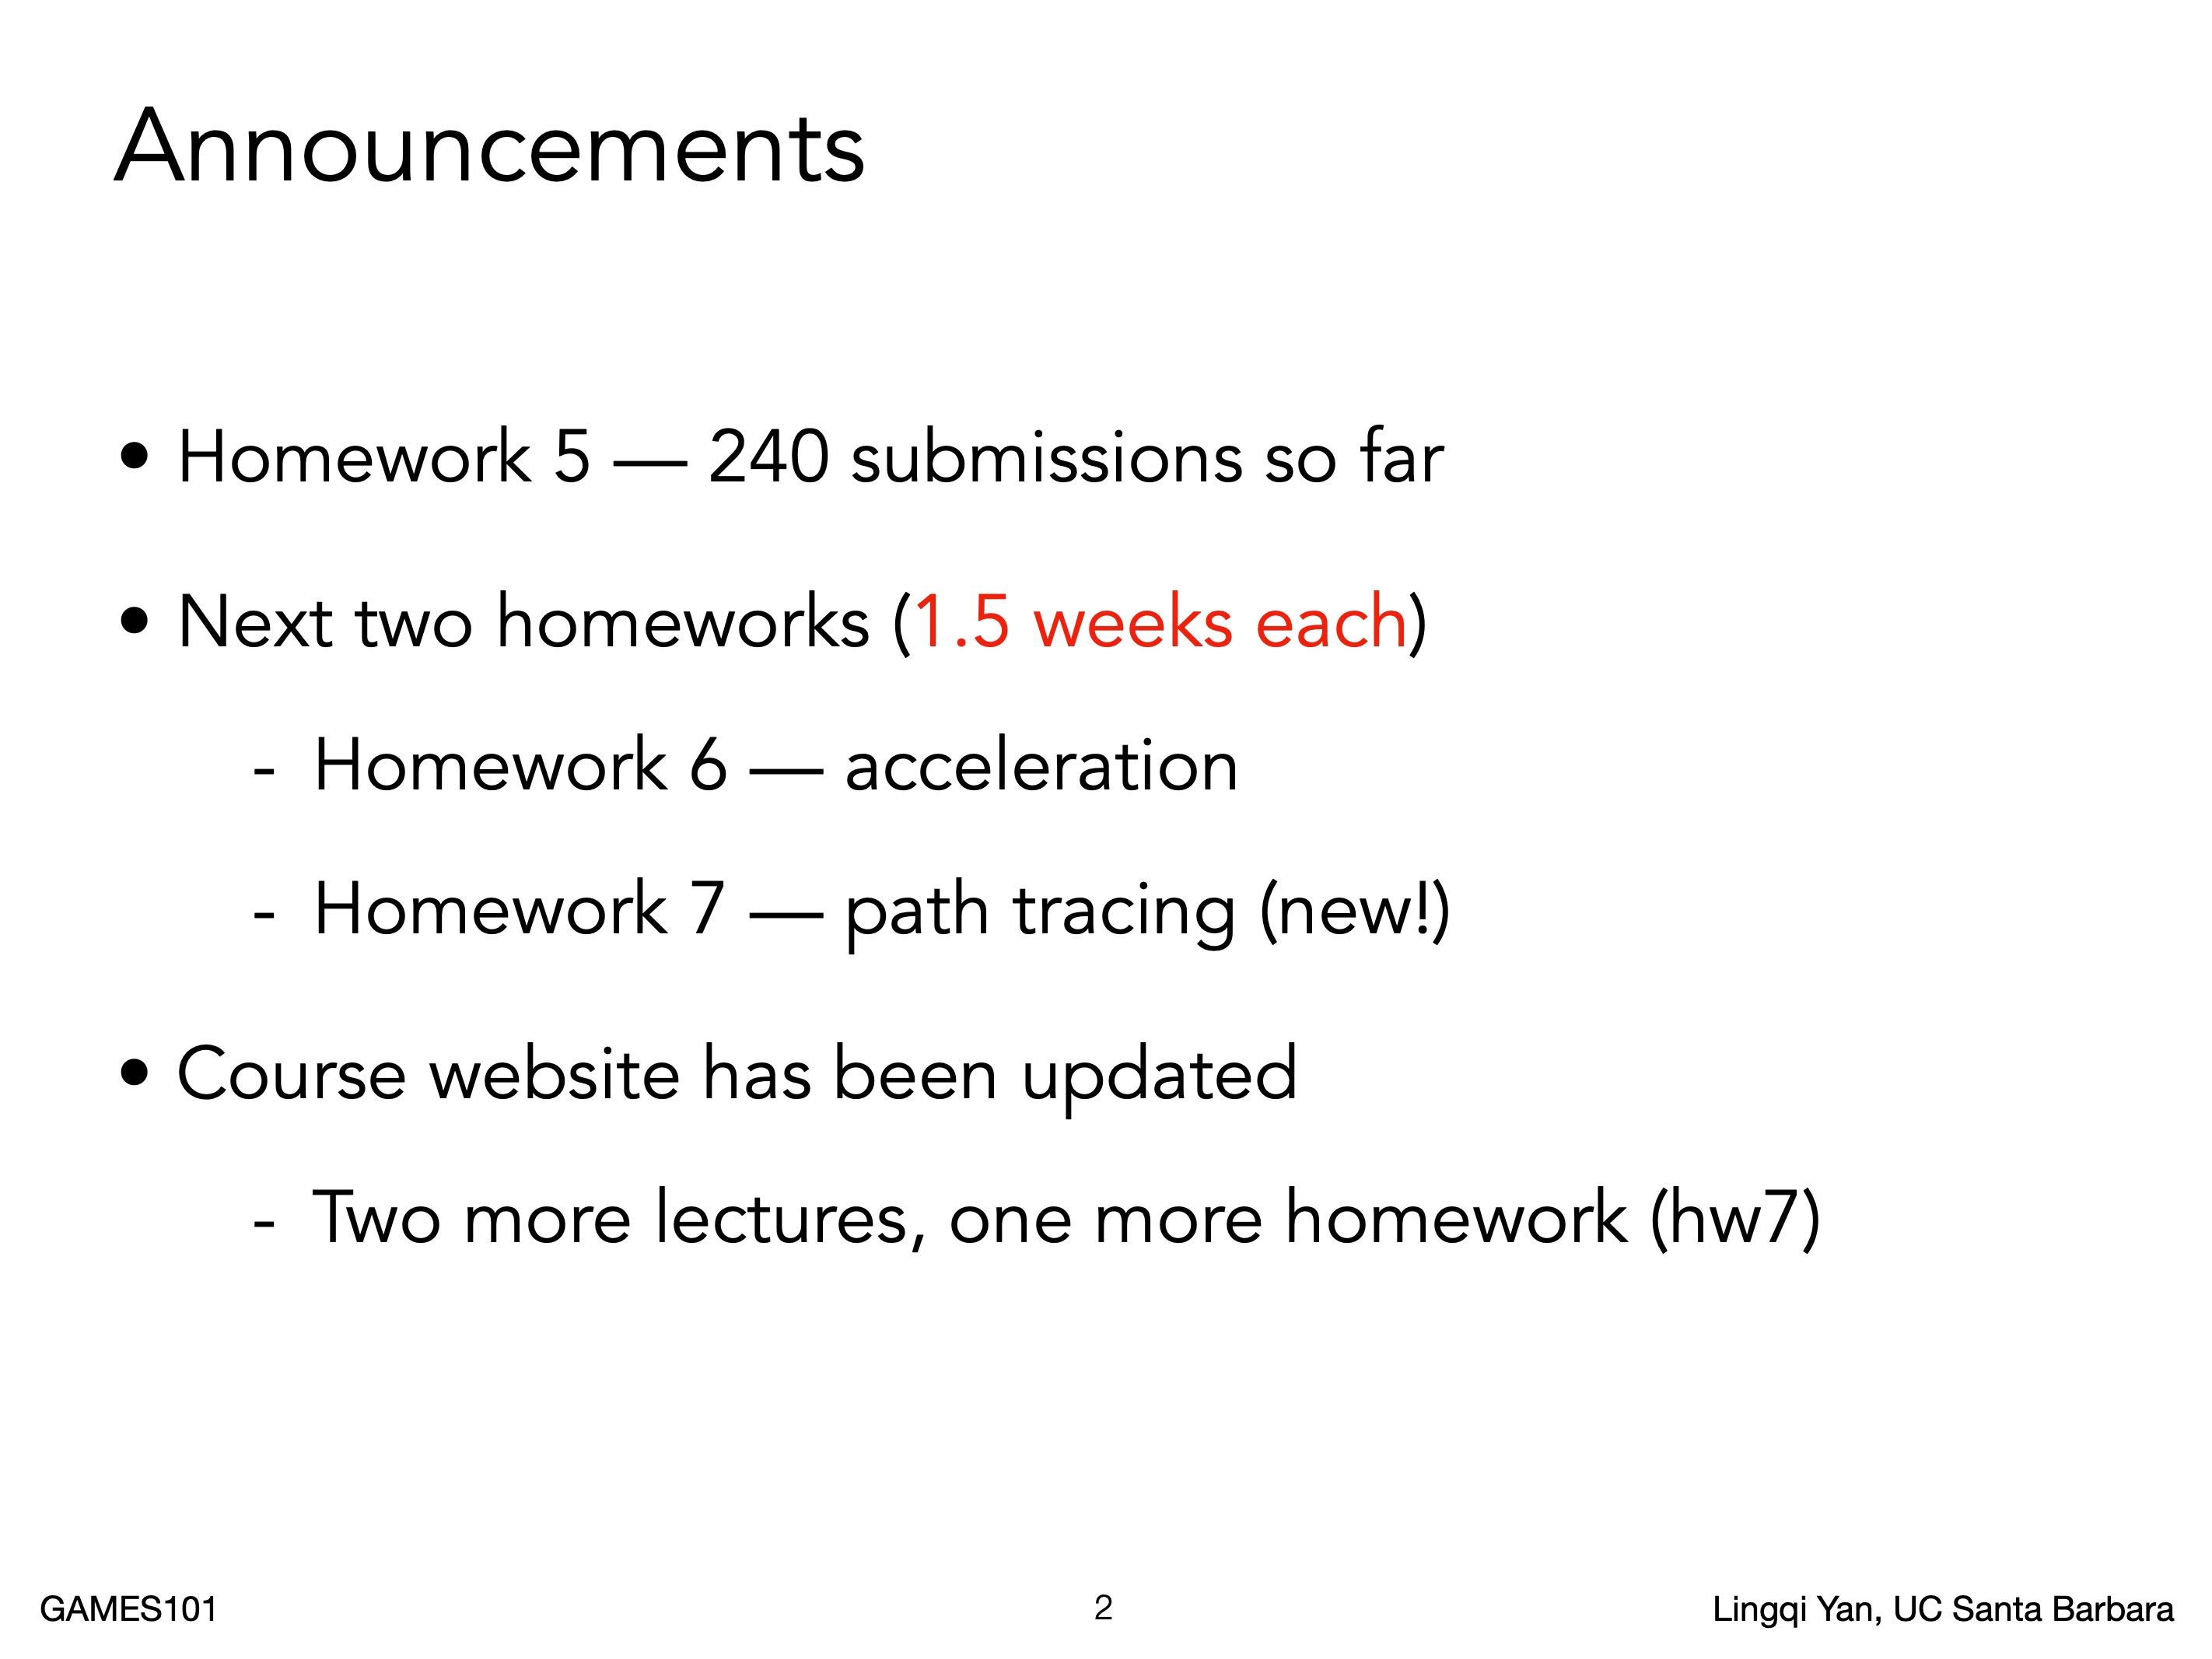 Announcements
• Homework 5 — 240 submissions so far
• Next two homeworks (1.5 weeks each)
- Homework 6 — acceleration
- Homework 7 — path tracing (new!)
• Course website has been updated
- Two more lectures, one more homework (hw7)
GAMES101
2
Lingqi Yan, UC Santa Barbara